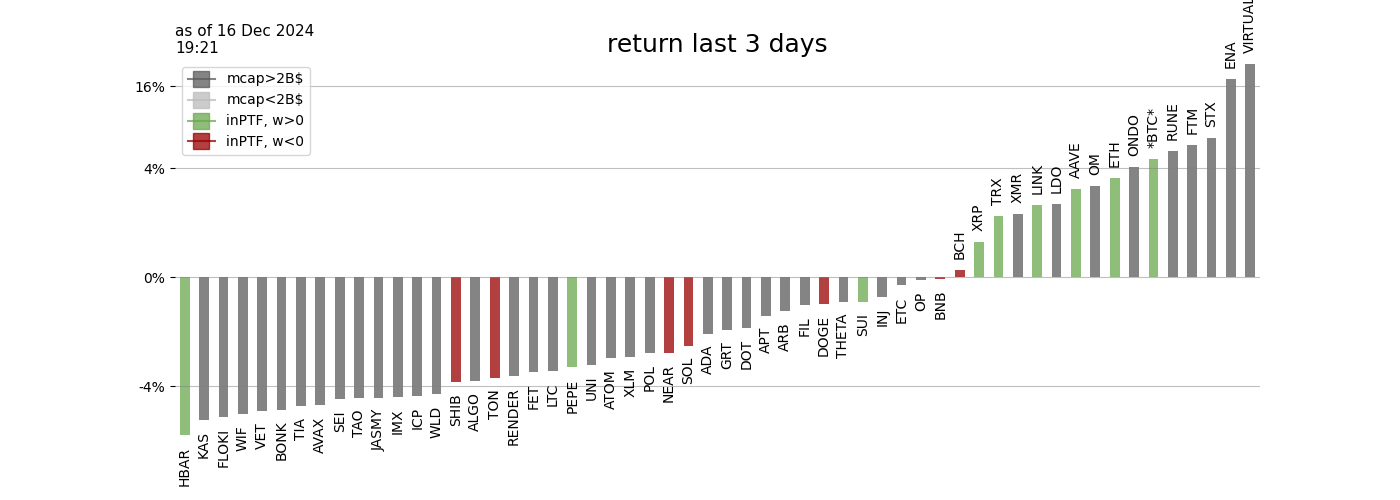 as of 16 Dec 2024
19:21
return last 3 days
mcap>2B$
mcap<2B$
inPTF, w>0
inPTF, w<0
16%
4%
0%
-4%
HBAR
KAS
FLOKI
WIF
VET
BONK
TIA
AVAX
SEI
TAO
JASMY
IMX
ICP
WLD
SHIB
ALGO
TON
RENDER
FET
LTC
PEPE
UNI
ATOM
XLM
POL
NEAR
SOL
ADA
GRT
DOT
APT
ARB
FIL
DOGE
THETA
SUI
INJ
ETC
OP
BNB
BCH
XRP
TRX
XMR
LINK
LDO
AAVE
OM
ETH
ONDO
*BTC*
RUNE
FTM
STX
ENA
VIRTUAL